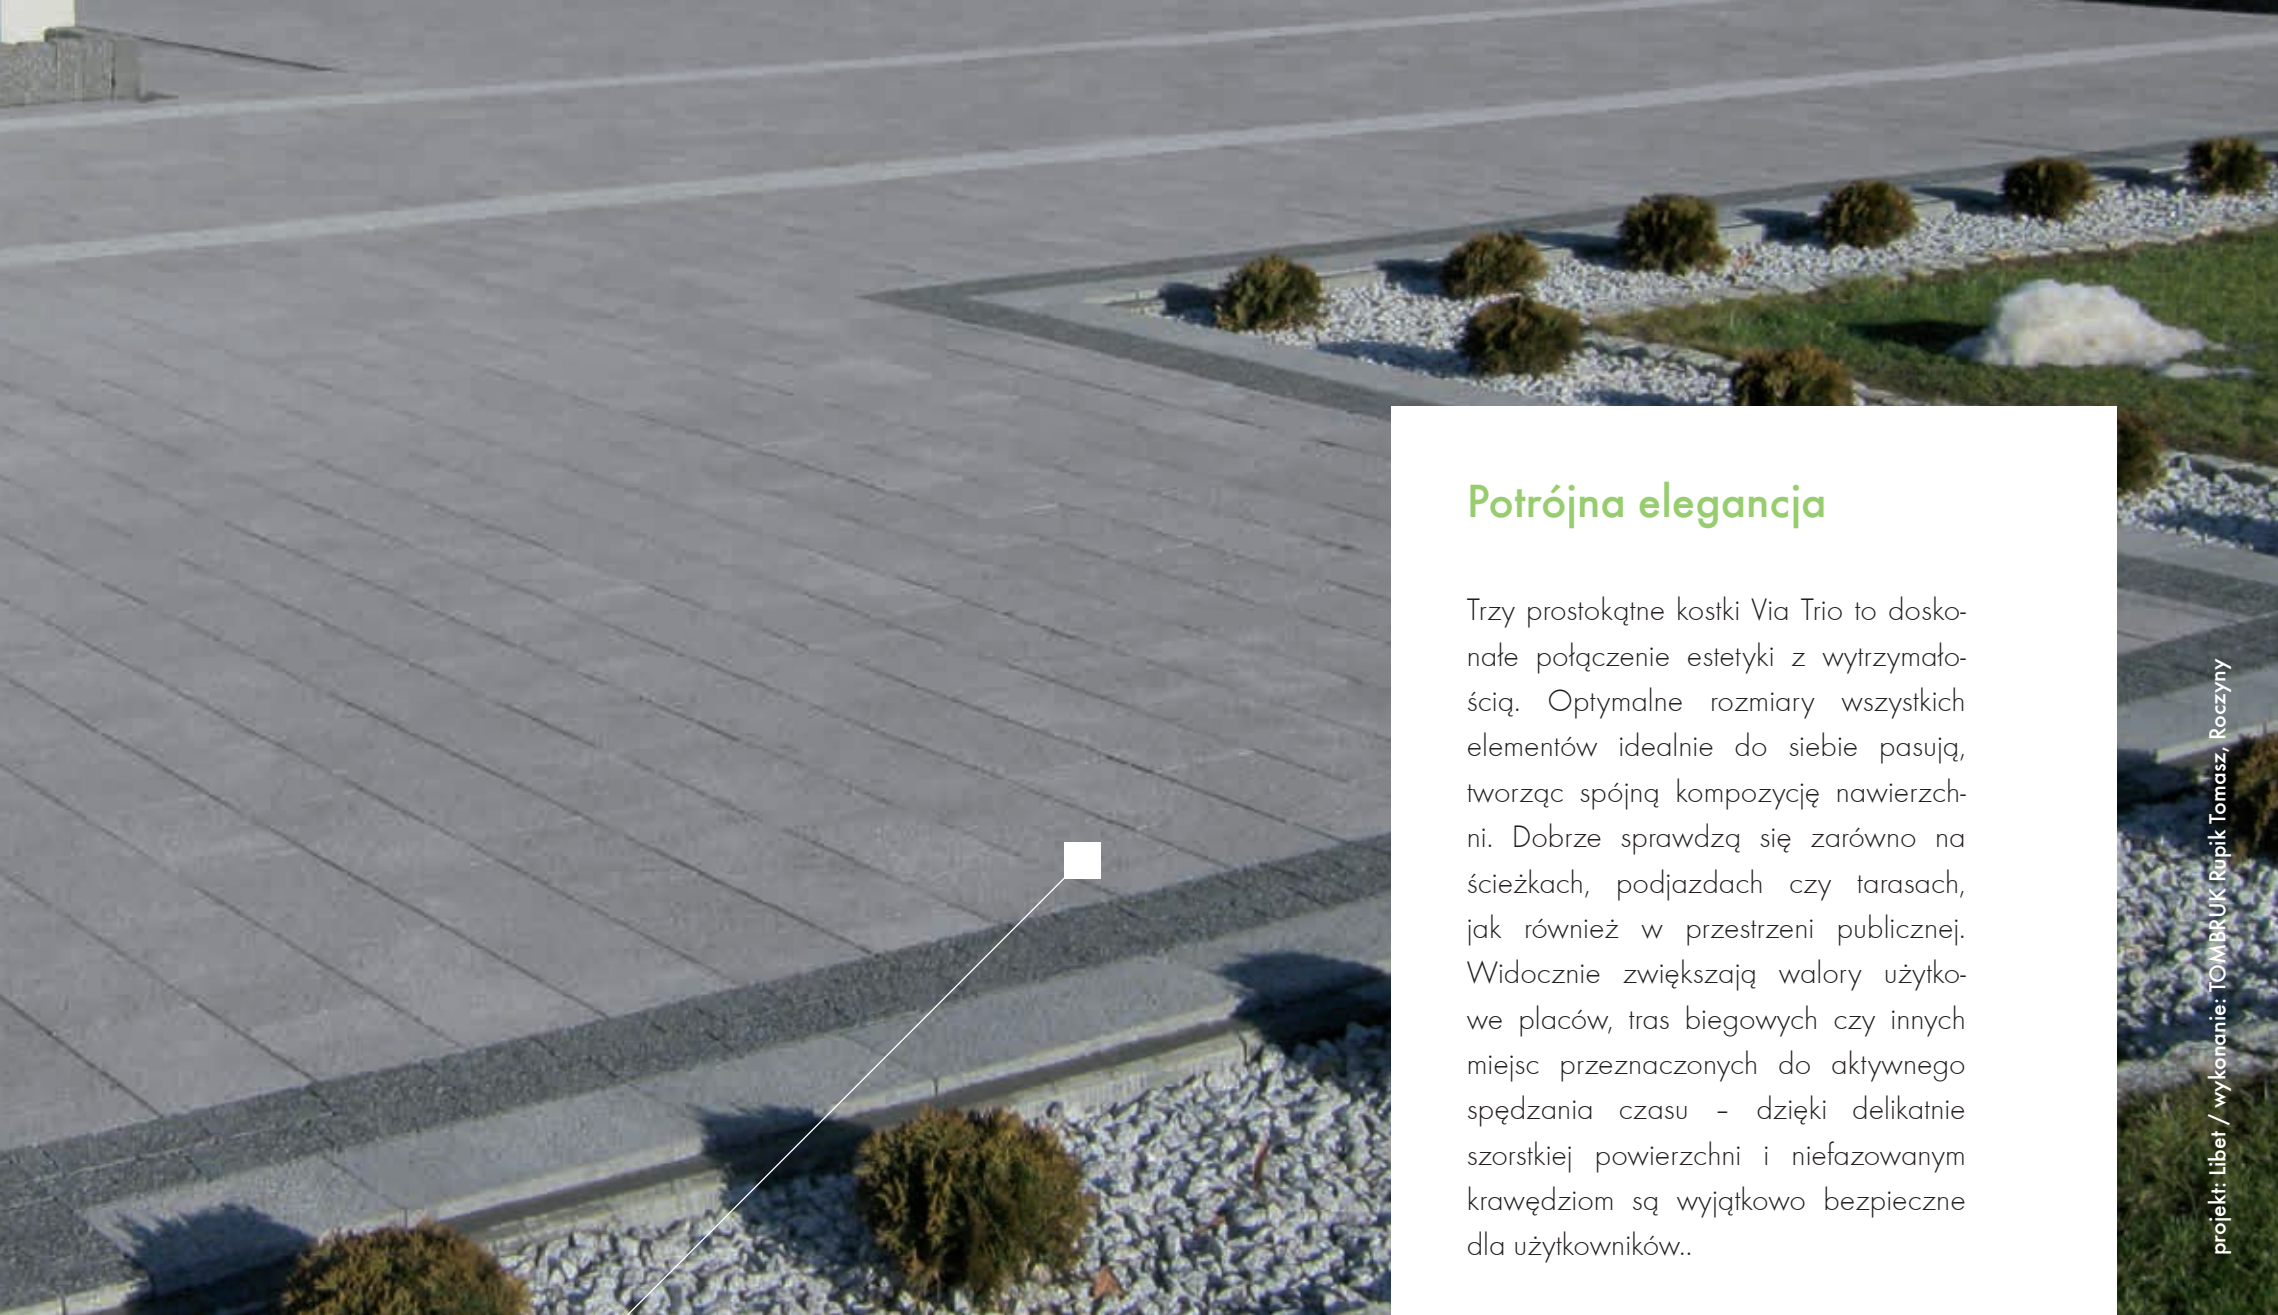 Potrójna elegancja
Trzy prostokątne kostki Via Trio to dosko-
nałe połączenie estetyki z wytrzymało-
ścią. Optymalne rozmiary wszystkich
elementów idealnie do siebie pasują,
tworząc spójną kompozycję nawierzch-
ni. Dobrze sprawdzą się zarówno na
ścieżkach, podjazdach czy tarasach,
jak również w przestrzeni publicznej.
Widocznie zwiększają walory użytko-
we placów, tras biegowych czy innych
miejsc przeznaczonych do aktywnego
spędzania czasu – dzięki delikatnie
szorstkiej powierzchni i niefazowanym
krawędziom są wyjątkowo bezpieczne
dla użytkowników..
projekt: Libet / wykonanie: TOMBRUK Rupik Tomasz, Roczyny